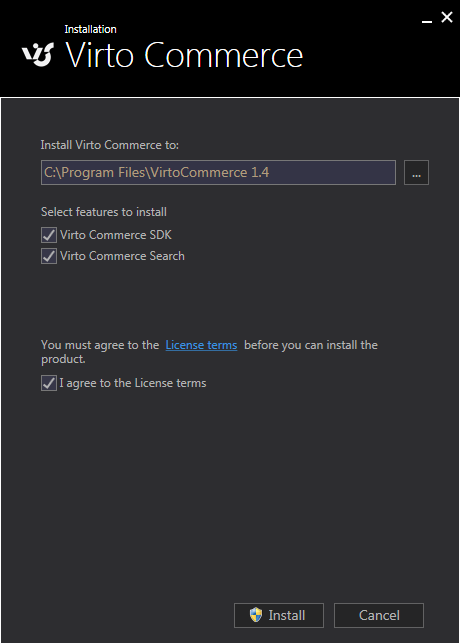 Installation
Virto Commerce
Install Virto Commerce to:
C:\Program Files\VirtoCommerce 1.4
...
Select features to install
Virto Commerce SDK
Virto Commerce Search
You must agree to the License terms before you can install the
product.
I agree to the License terms
Install Cancel